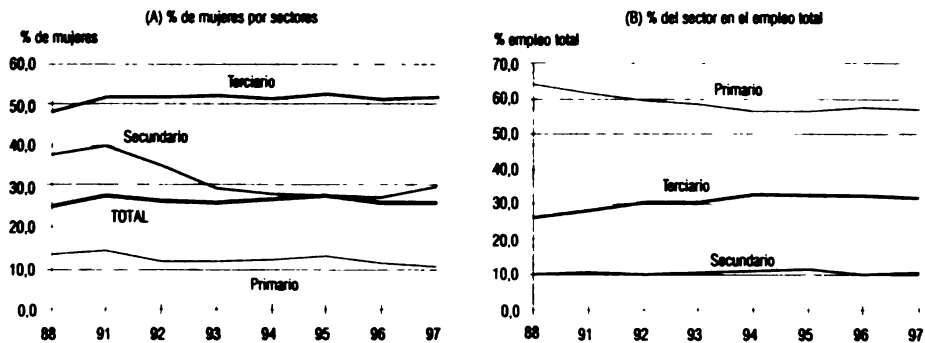 (A) % de mujeres por sectores
% de mujeres
60,0
50,0
40,0
30,0
20,0
10,0
0,0
Terciario
Secundario
TOTAL
Primario
88 91 92 93 94 95 96 97
(B) % del sector en el empleo total
% empleo total
70,0
60,0
50,0
40,0
30,0
20,0
10,0
0,0
Primario
Terciario
Secundario
88 91 92 93 94 95 96 97